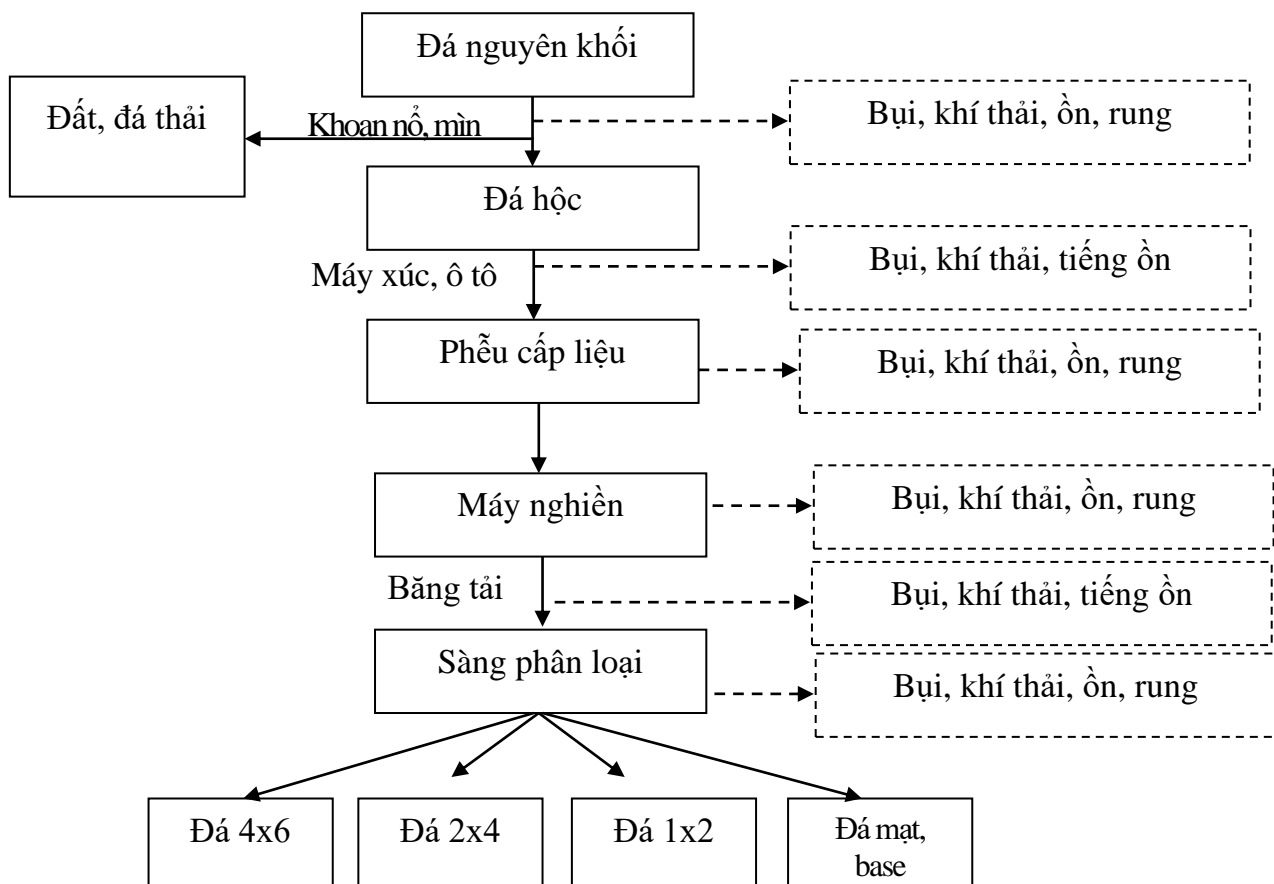 Đá nguyên khối
Đất, đá thải
Khoan nổ, mìn
Bụi, khí thải, ồn, rung
Đá hộc
Máy xúc, ô tô
Bụi, khí thải, tiếng ồn
Phễu cấp liệu
Bụi, khí thải, ồn, rung
Máy nghiền
Bụi, khí thải, ồn, rung
Băng tải
Bụi, khí thải, tiếng ồn
Sàng phân loại
Bụi, khí thải, ồn, rung
Đá 4x6
Đá 2x4
Đá 1x2
Đá mạt,
base